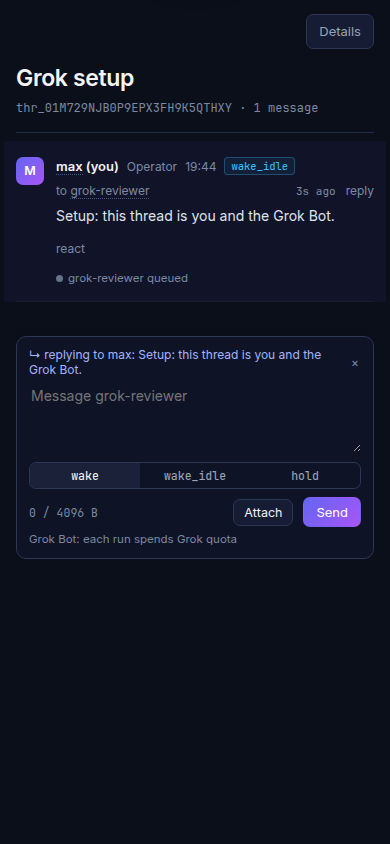 Details
Grok setup
thr_01M729NJB0P9EPX3FH9K5QTHXY · 1 message
M
max (you) Operator 19:44 wake_idle
to grok-reviewer 3s ago reply
Setup: this thread is you and the Grok Bot.
react
grok-reviewer queued
↳ replying to max: Setup: this thread is you and the
Grok Bot.
×
Message grok-reviewer
wake wake_idle hold
0 / 4096 B Attach Send
Grok Bot: each run spends Grok quota